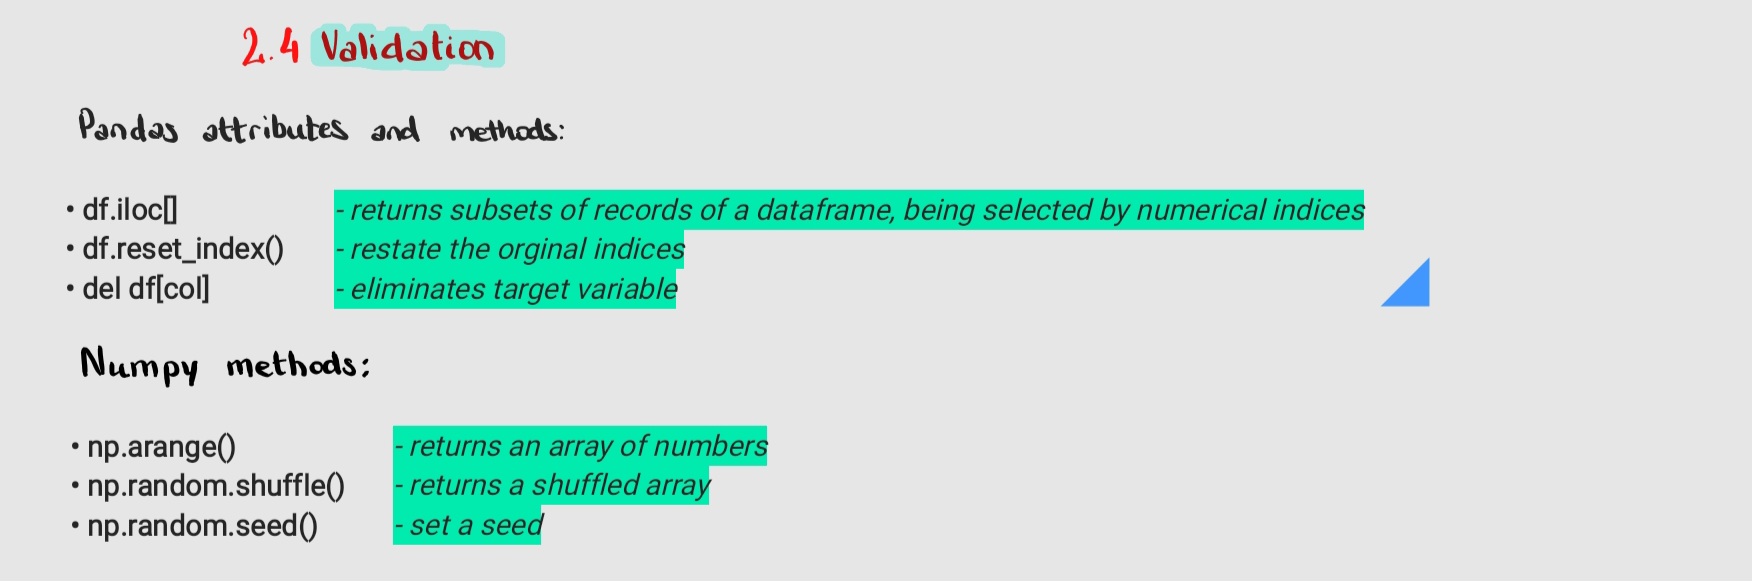 2.4 Validation
Pandas attributes and methods:
• df.iloc[] - returns subsets of records of a dataframe, being selected by numerical indices
• df.reset_index() - restate the orginal indices
• del df[col] - eliminates target variable
Numpy methods:
• np.arange() - returns an array of numbers
• np.random.shuffle() - returns a shuffled array
• np.random.seed() - set a seed